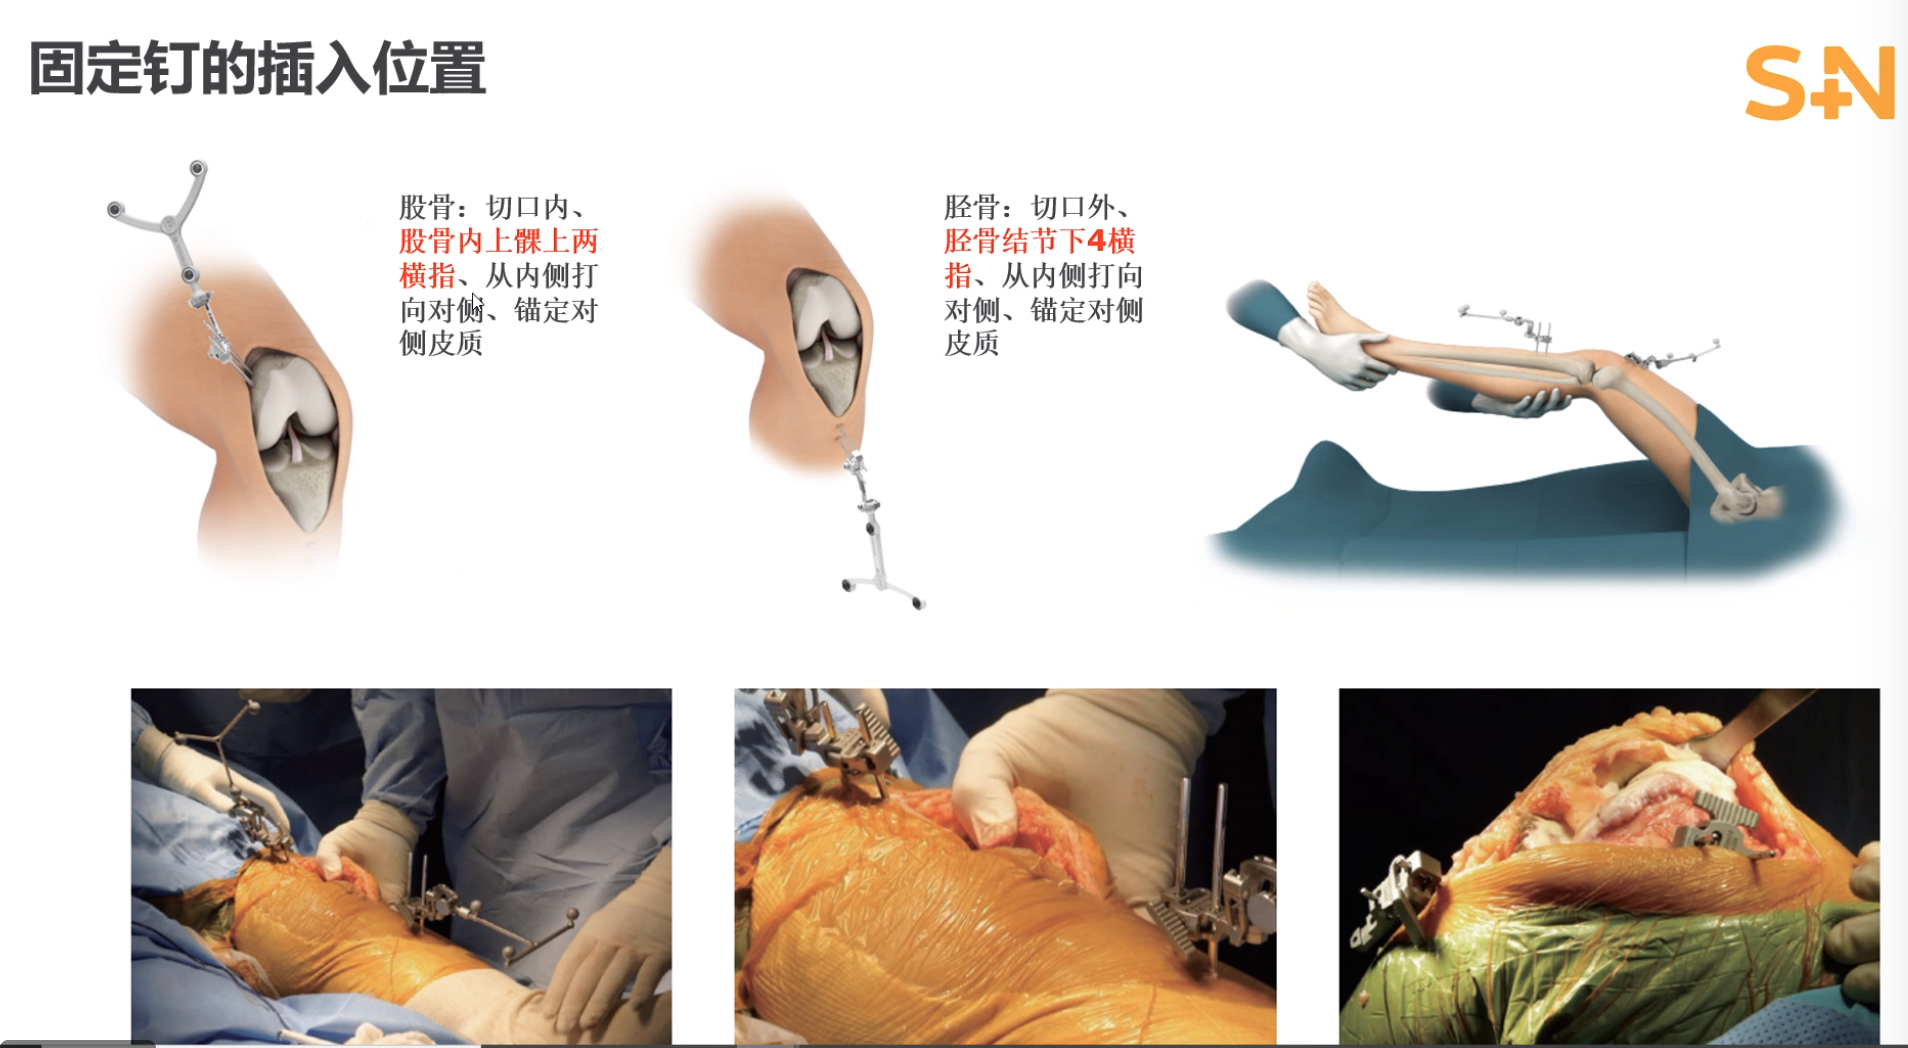 固定钉的插入位置
S+N
股骨：切口内、
股骨内上髁上两
横指、从内侧打
向对侧、锚定对
侧皮质
胫骨：切口外、
胫骨结节下4横
指、从内侧打向
对侧、锚定对侧
皮质